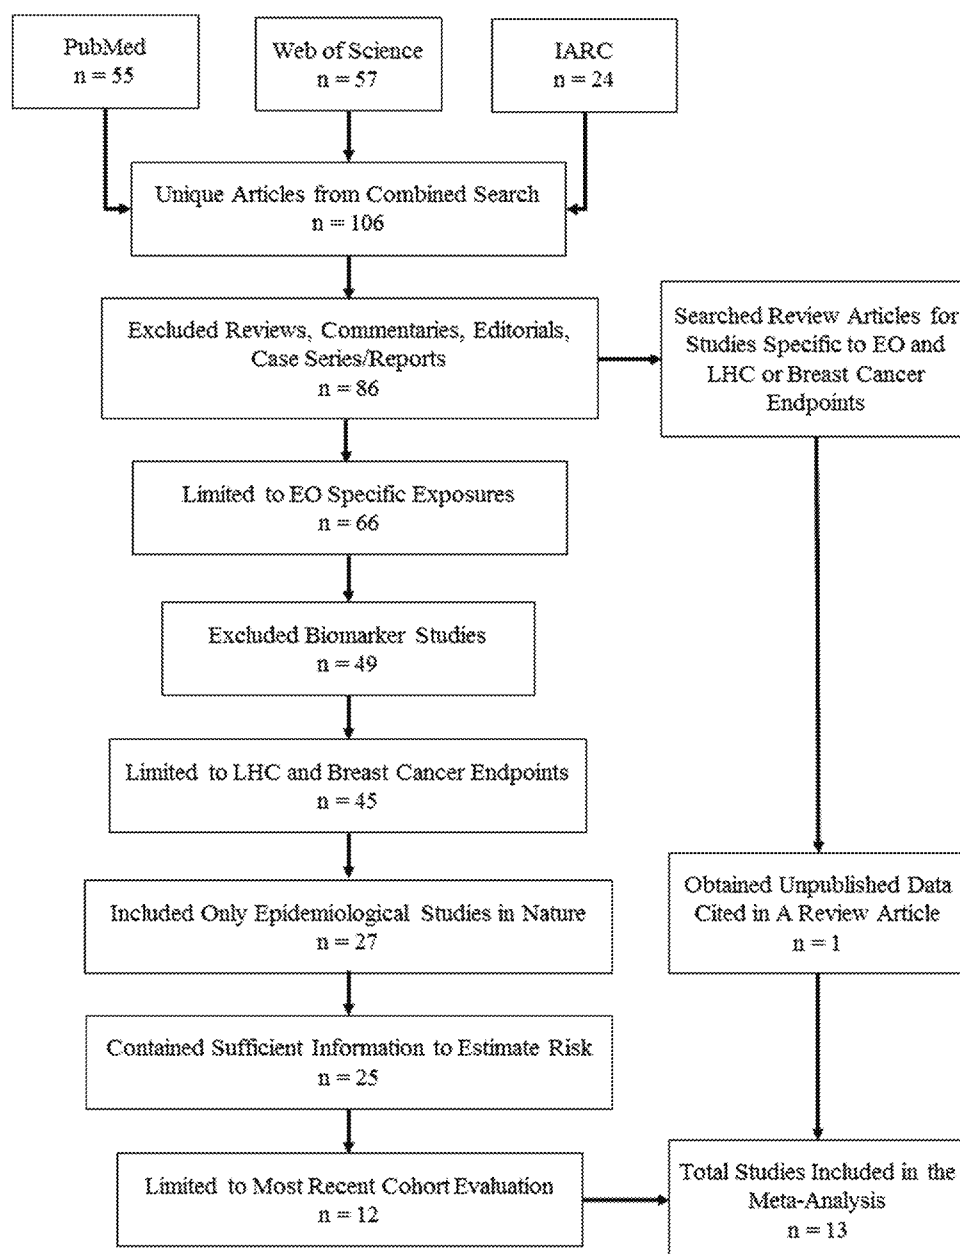 PubMed
n = 55
Web of Science
n = 57
IARC
n = 24
Unique Articles from Combined Search
n = 106
Excluded Reviews, Commentaries, Editorials,
Case Series/Reports
n = 86
Searched Review Articles for
Studies Specific to EO and
LHC or Breast Cancer
Endpoints
Limited to EO Specific Exposures
n = 66
Excluded Biomarker Studies
n = 49
Limited to LHC and Breast Cancer Endpoints
n = 45
Included Only Epidemiological Studies in Nature
n = 27
Obtained Unpublished Data
Cited in A Review Article
n = 1
Contained Sufficient Information to Estimate Risk
n = 25
Limited to Most Recent Cohort Evaluation
n = 12
Total Studies Included in the
Meta-Analysis
n = 13